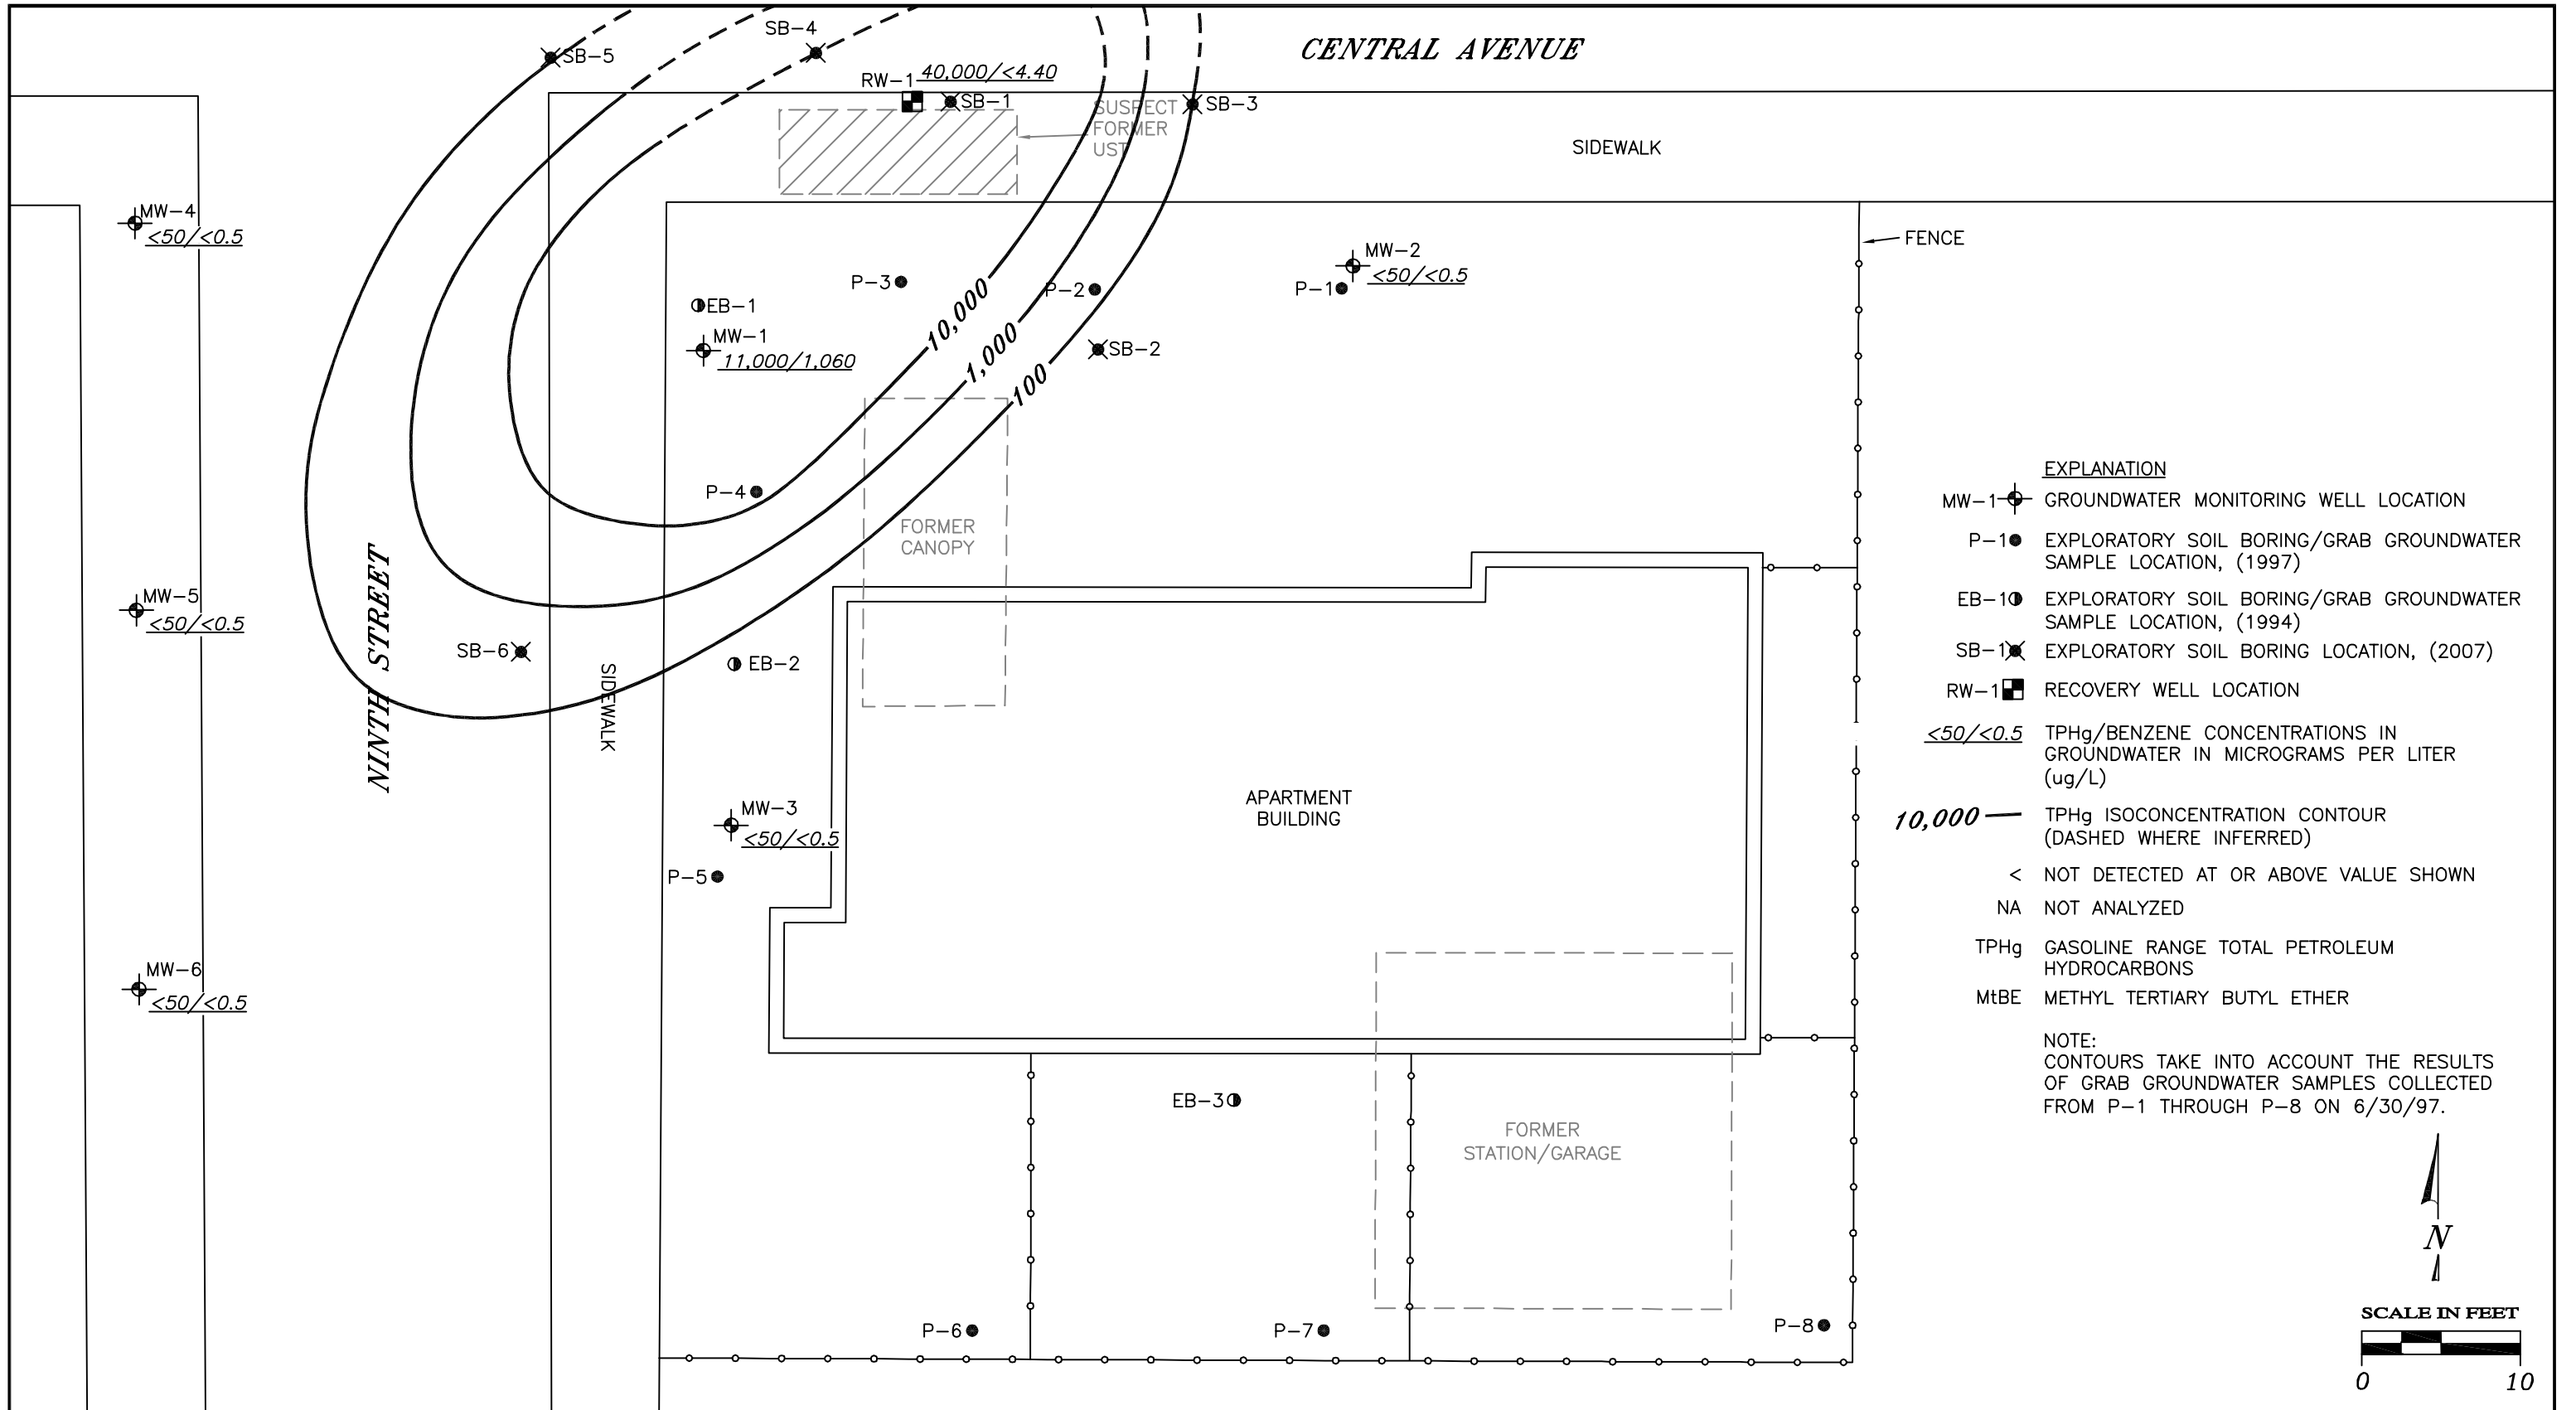 CENTRAL AVENUE
SB-5
SB-4
RW-1
40,000/<4.40
SB-1
SUSPECT
FORMER
UST
SB-3
SIDEWALK
MW-4
<50/<0.5
FENCE
MW-2
<50/<0.5
P-1
P-2
P-3
EB-1
MW-1
11,000/1,060
10,000
1,000
100
SB-2
P-4
FORMER
CANOPY
NINTH STREET
MW-5
<50/<0.5
SB-6
SIDEWALK
EB-2
MW-3
<50/<0.5
P-5
APARTMENT
BUILDING
MW-6
<50/<0.5
EB-3
FORMER
STATION/GARAGE
P-6
P-7
P-8
EXPLANATION
MW-1 GROUNDWATER MONITORING WELL LOCATION
P-1 EXPLORATORY SOIL BORING/GRAB GROUNDWATER
SAMPLE LOCATION, (1997)
EB-1 EXPLORATORY SOIL BORING/GRAB GROUNDWATER
SAMPLE LOCATION, (1994)
SB-1 EXPLORATORY SOIL BORING LOCATION, (2007)
RW-1 RECOVERY WELL LOCATION
<50/<0.5 TPHg/BENZENE CONCENTRATIONS IN
GROUNDWATER IN MICROGRAMS PER LITER
(ug/L)
10,000 TPHg ISOCONCENTRATION CONTOUR
(DASHED WHERE INFERRED)
< NOT DETECTED AT OR ABOVE VALUE SHOWN
NA NOT ANALYZED
TPHg GASOLINE RANGE TOTAL PETROLEUM
HYDROCARBONS
MtBE METHYL TERTIARY BUTYL ETHER
NOTE:
CONTOURS TAKE INTO ACCOUNT THE RESULTS
OF GRAB GROUNDWATER SAMPLES COLLECTED
FROM P-1 THROUGH P-8 ON 6/30/97.
N
SCALE IN FEET
0 10